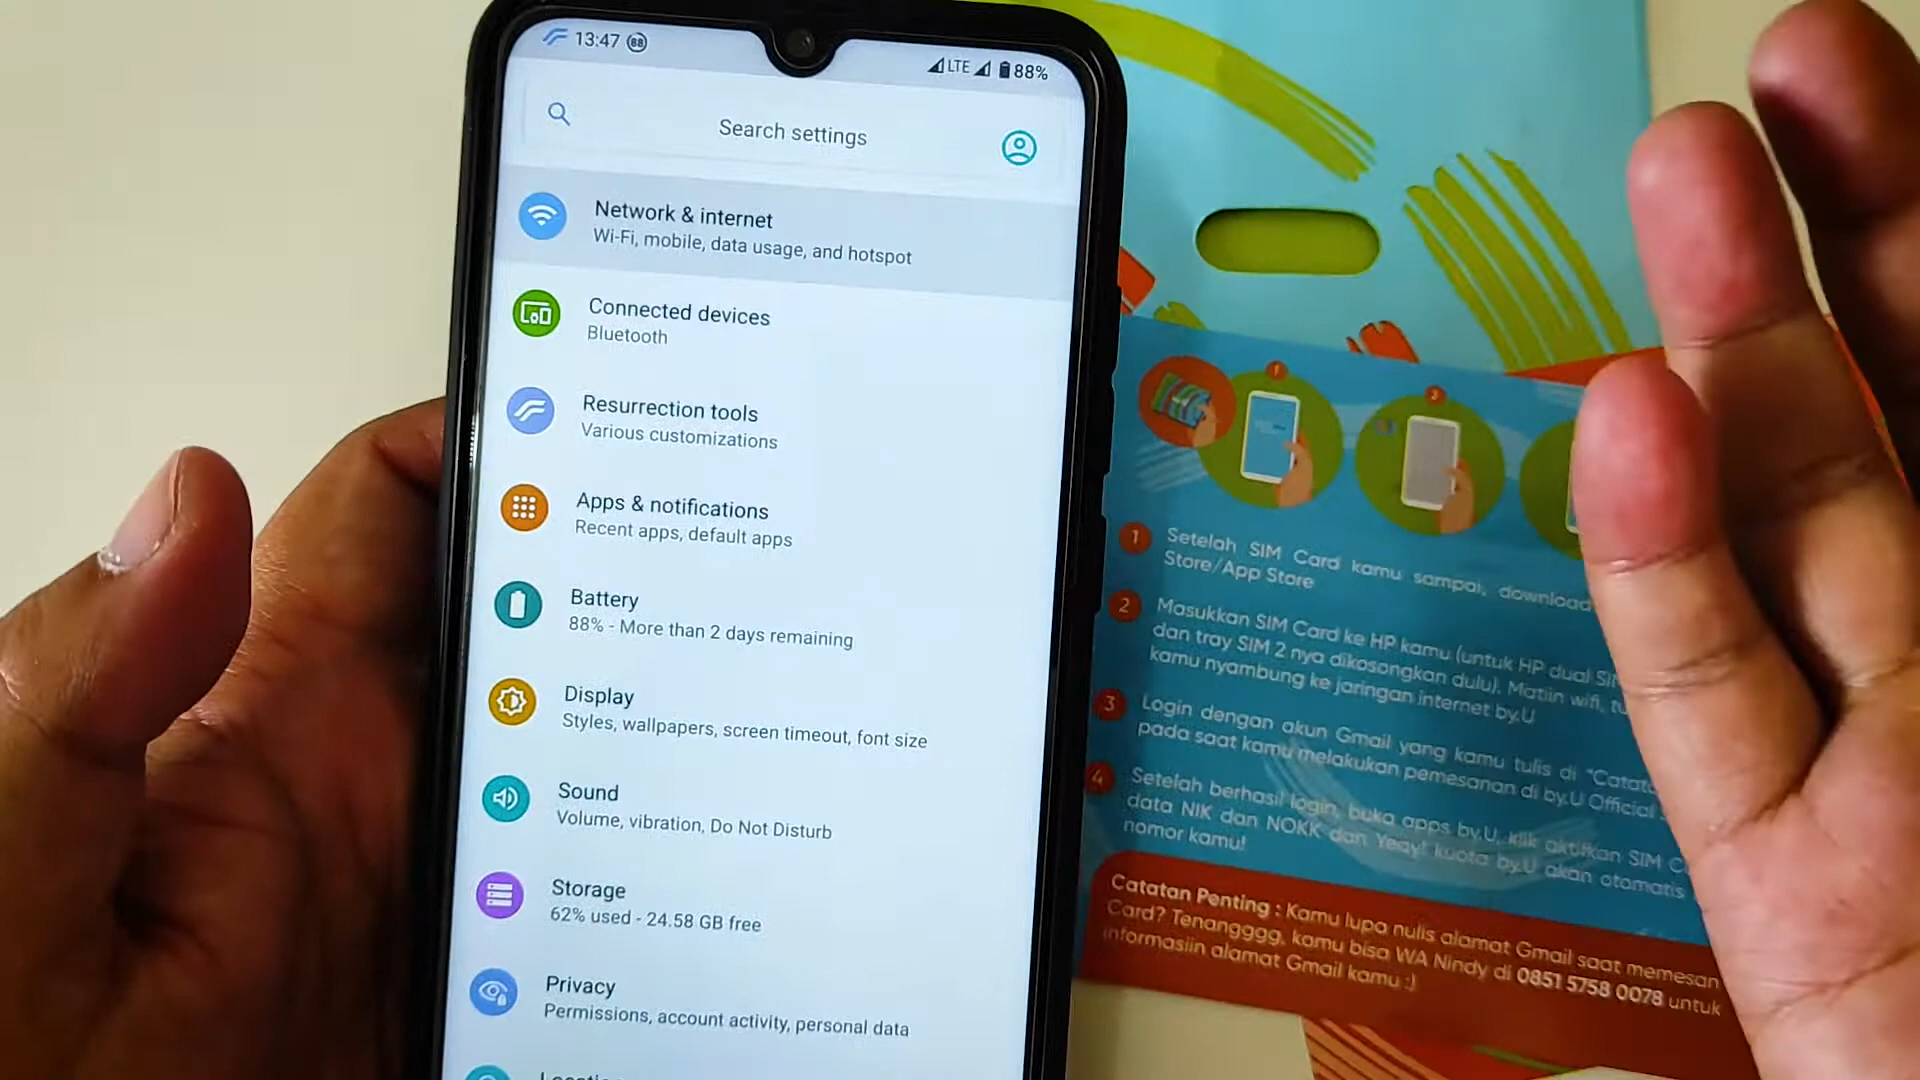 13:47 88
LTE 88%
Search settings
Network & internet
Wi-Fi, mobile, data usage, and hotspot
Connected devices
Bluetooth
Resurrection tools
Various customizations
Apps & notifications
Recent apps, default apps
Battery
88% - More than 2 days remaining
Display
Styles, wallpapers, screen timeout, font size
Sound
Volume, vibration, Do Not Disturb
Storage
62% used - 24.58 GB free
Privacy
Permissions, account activity, personal data
1 Setelah SIM Card kamu sampai, download
Store/App Store
2 Masukkan SIM Card ke HP kamu (untuk HP dual
dan tray SIM 2 nya dikosongkan dulu). Matiin wifi,
kamu nyambung ke jaringan internet by.U
3 Login dengan akun Gmail yang kamu tulis di
pada saat kamu melakukan pemesanan di by.U Official
4 Setelah berhasil login, buka apps by.U, klik aktifkan SIM
data NIK dan NOKK dan Yeay! kuota by.U akan otomatis
nomor kamu!
Catatan Penting : Kamu lupa nulis alamat Gmail saat memesan
Card? Tenangggg, kamu bisa WA Nindy di 0851 5758 0078 untuk
informasiin alamat Gmail kamu :)